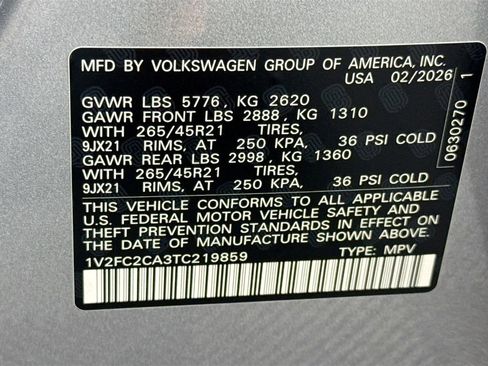 MFD BY VOLKSWAGEN GROUP OF AMERICA, INC.
USA 02/2026
GVWR LBS 5776, KG 2620
GAWR FRONT LBS 2888, KG 1310
WITH 265/45R21 TIRES,
9JX21 RIMS, AT 250 KPA, 36 PSI COLD
GAWR REAR LBS 2998, KG 1360
WITH 265/45R21 TIRES,
9JX21 RIMS, AT 250 KPA, 36 PSI COLD
THIS VEHICLE CONFORMS TO ALL APPLICABLE
U.S. FEDERAL MOTOR VEHICLE SAFETY AND
THEFT PREVENTION STANDARDS IN EFFECT ON
THE DATE OF MANUFACTURE SHOWN ABOVE.
1V2FC2CA3TC219859 TYPE: MPV
0630270 1